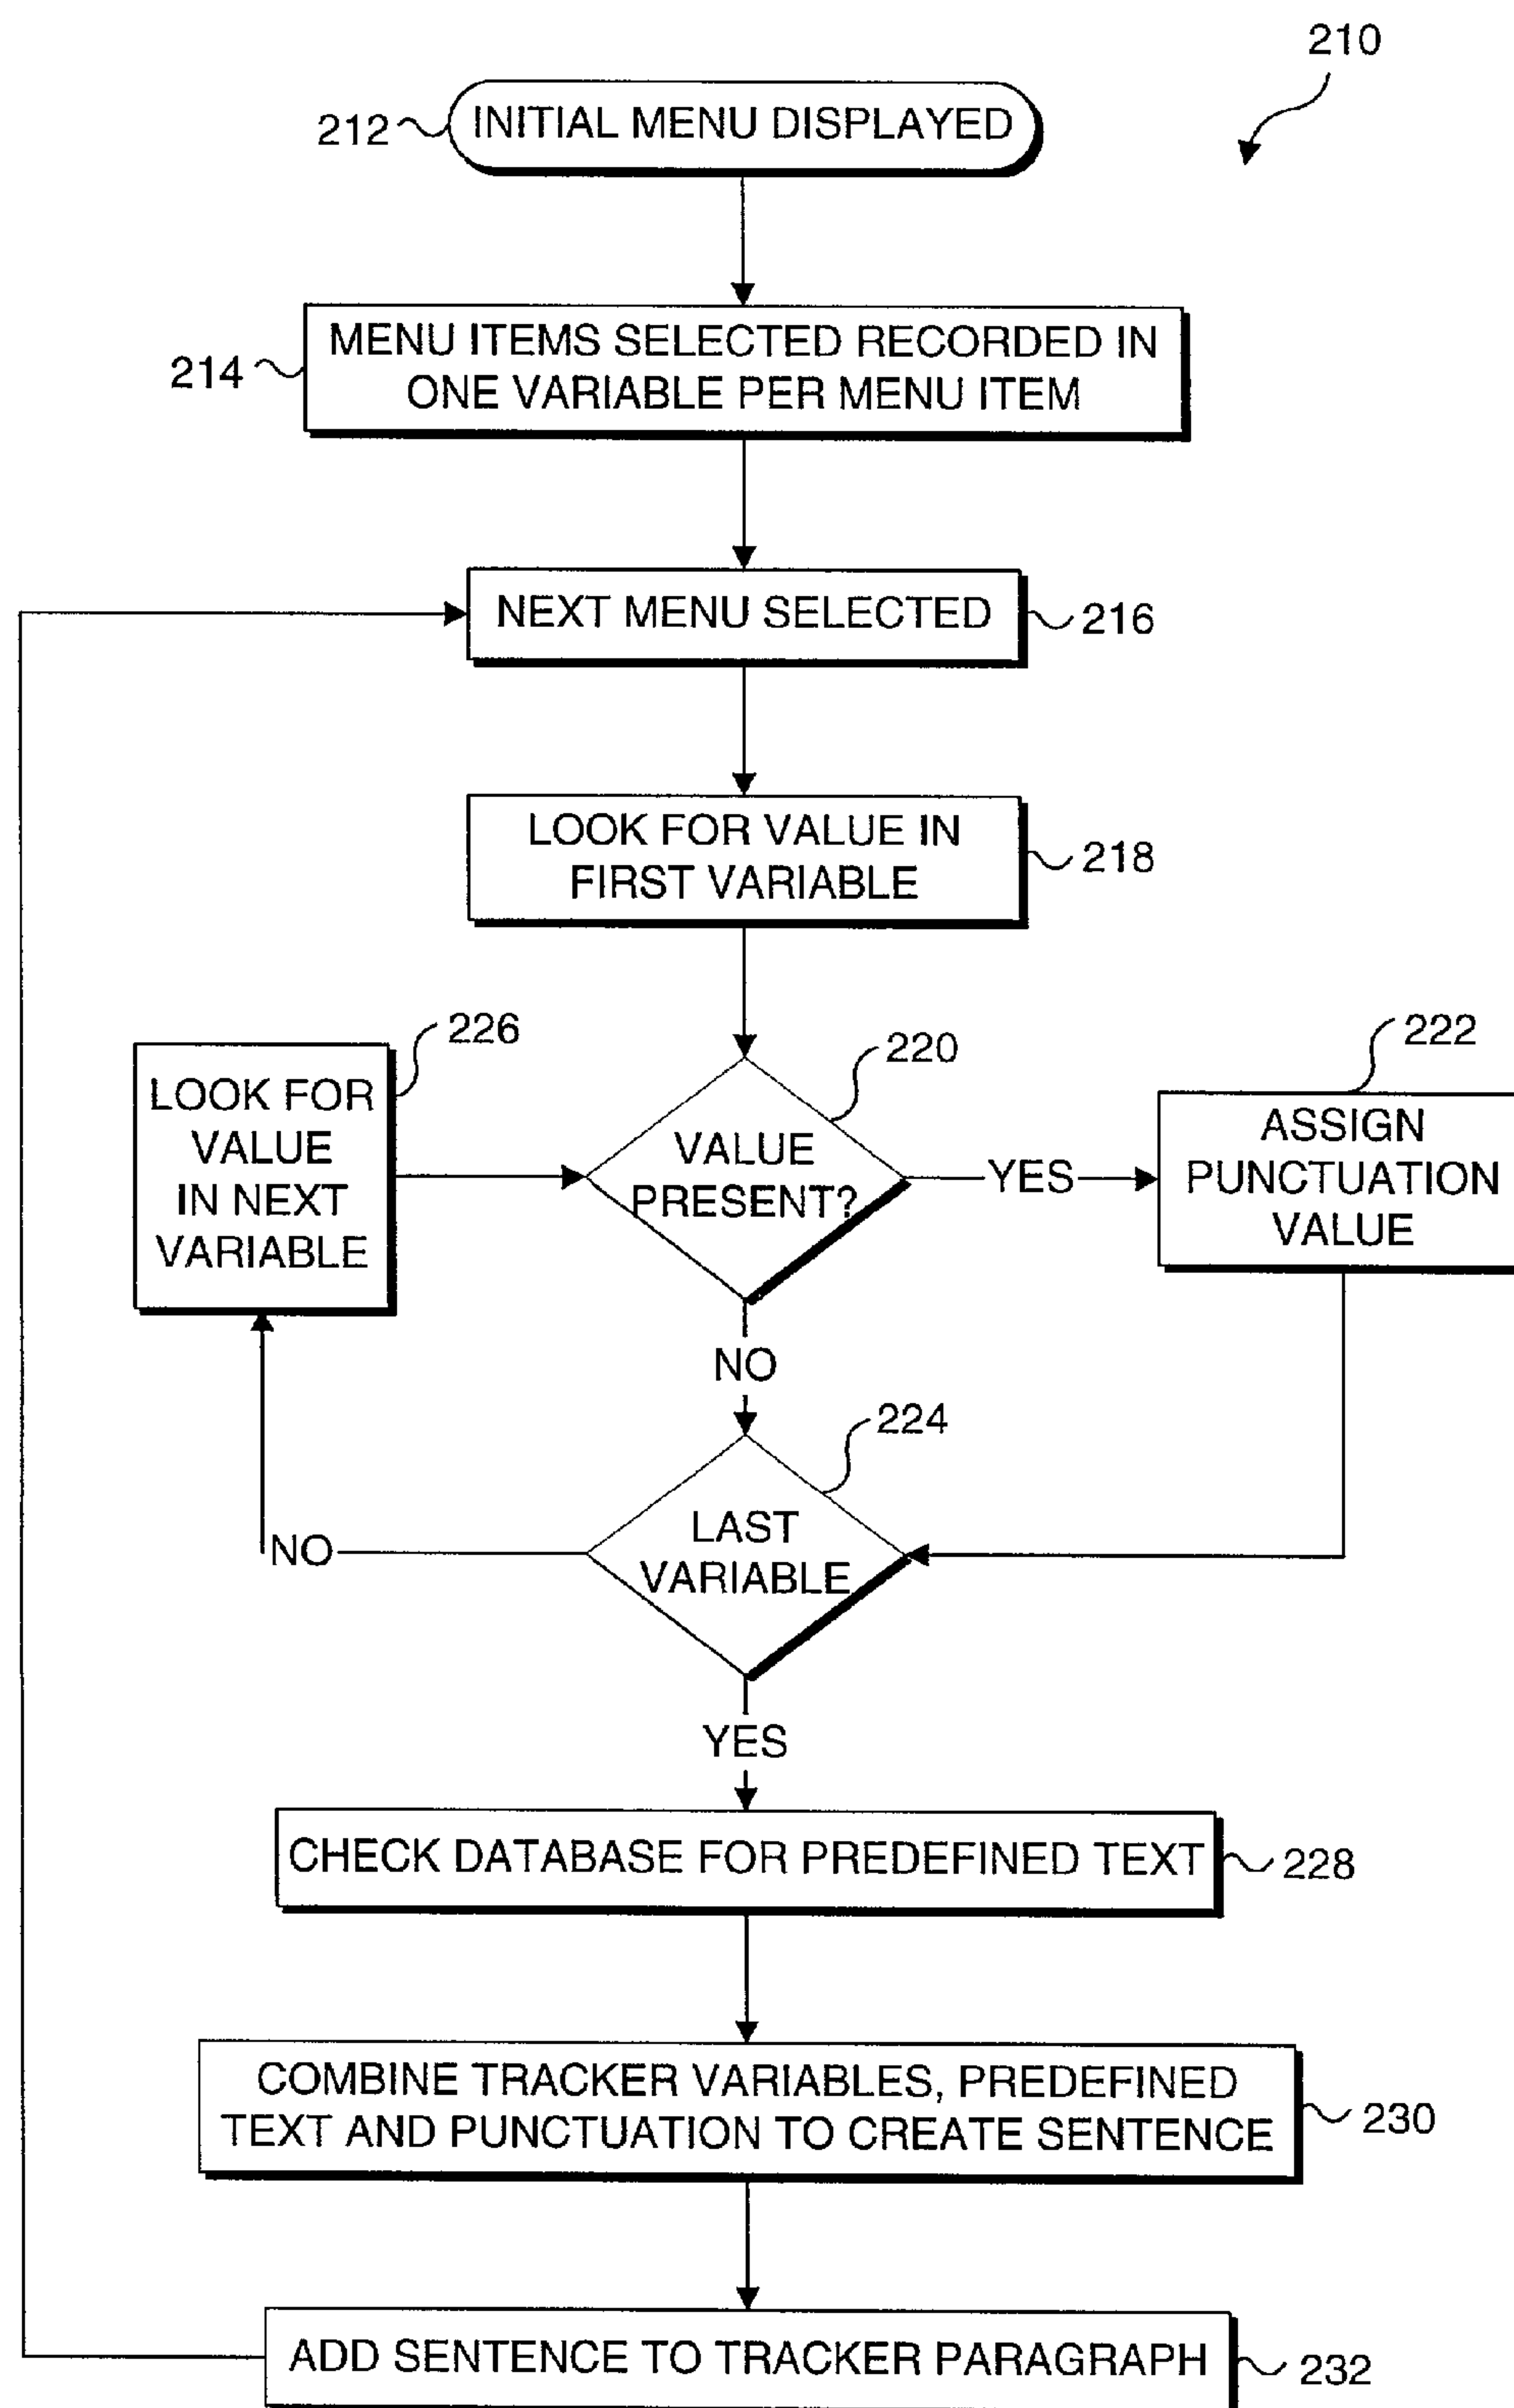 210
212
INITIAL MENU DISPLAYED
214
MENU ITEMS SELECTED RECORDED IN
ONE VARIABLE PER MENU ITEM
NEXT MENU SELECTED
216
LOOK FOR VALUE IN
FIRST VARIABLE
218
226
LOOK FOR
VALUE
IN NEXT
VARIABLE
220
VALUE
PRESENT?
YES
222
ASSIGN
PUNCTUATION
VALUE
NO
224
LAST
VARIABLE
NO
YES
CHECK DATABASE FOR PREDEFINED TEXT
228
COMBINE TRACKER VARIABLES, PREDEFINED
TEXT AND PUNCTUATION TO CREATE SENTENCE
230
ADD SENTENCE TO TRACKER PARAGRAPH
232